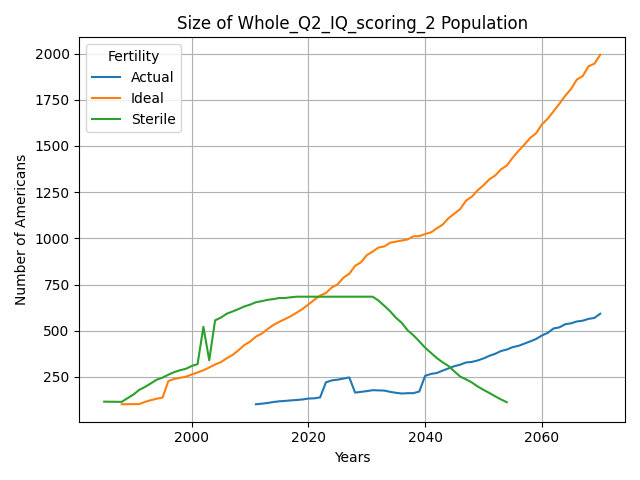 Size of Whole_Q2_IQ_scoring_2 Population
Fertility
Actual
Ideal
Sterile
Number of Americans
2000
1750
1500
1250
1000
750
500
250
2000
2020
2040
2060
Years